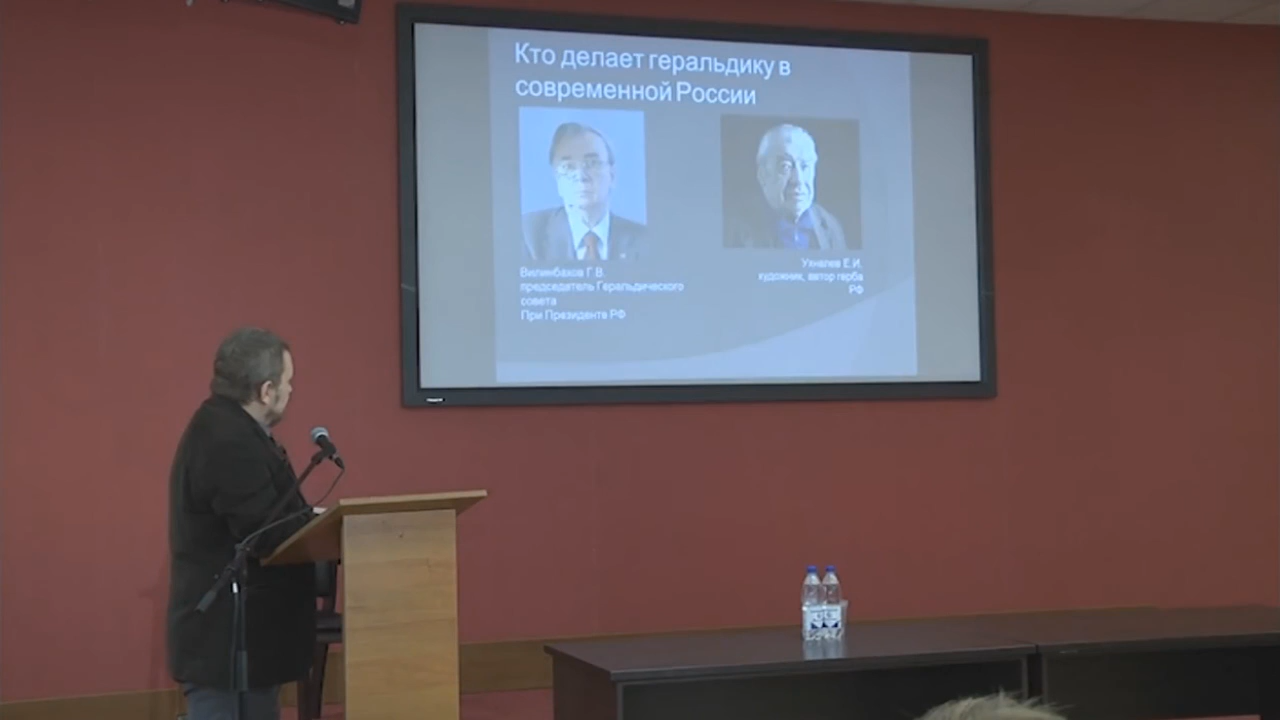 Кто делает геральдику в
современной России
Вилинбахов Г.В.
председатель Геральдического
совета
При Президенте РФ
Ухналев Е.И.
художник, автор герба
РФ